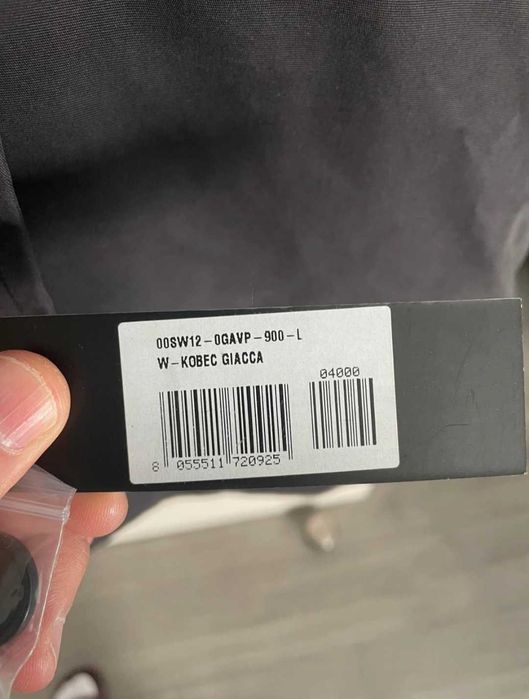 00SW12-0GAVP-900-L
W-KOBEC GIACCA
04000
8 055511 720925